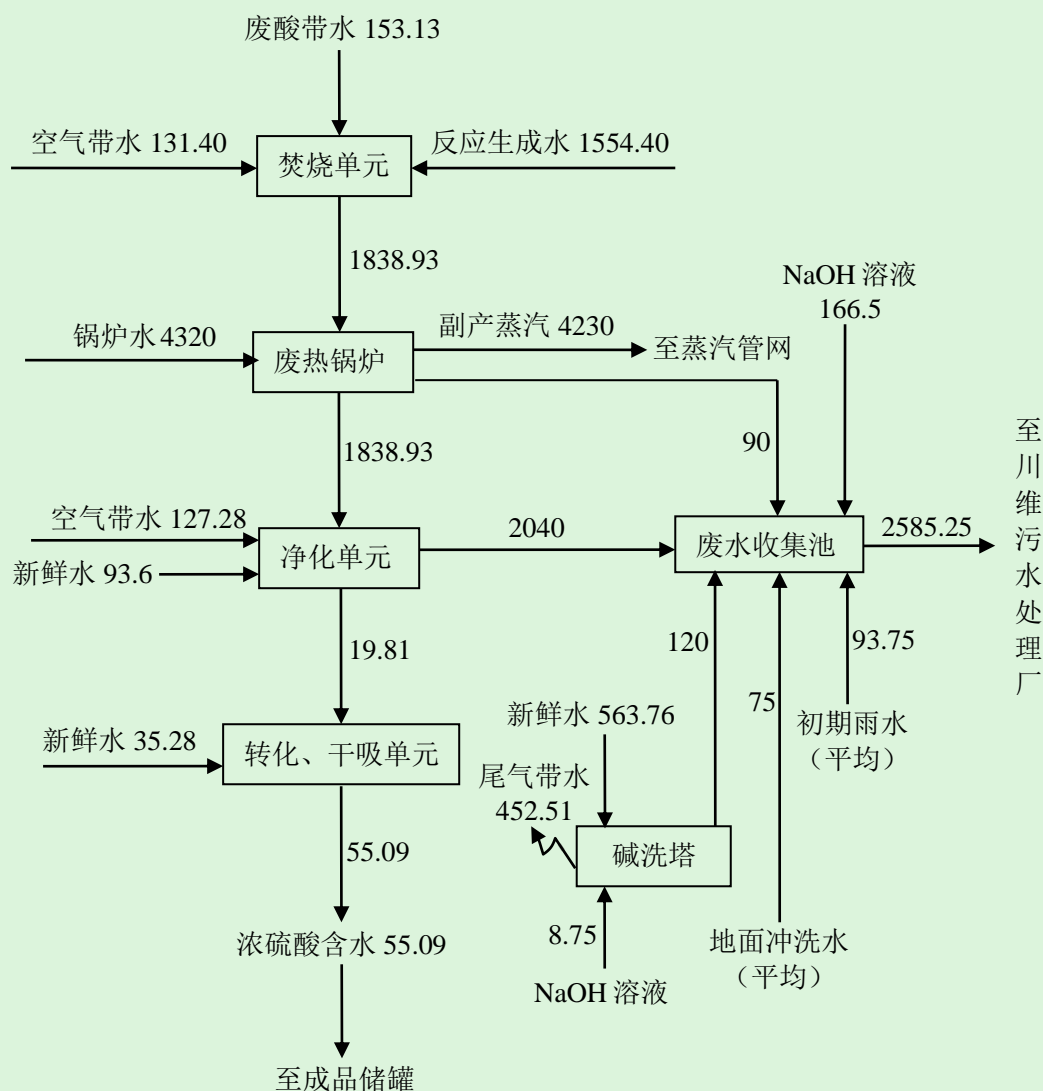 废酸带水 153.13
空气带水 131.40
反应生成水 1554.40
焚烧单元
1838.93
NaOH 溶液
166.5
锅炉水 4320
副产蒸汽 4230
废热锅炉
至蒸汽管网
1838.93
90
至川维污水处理厂
空气带水 127.28
2040
2585.25
新鲜水 93.6
净化单元
废水收集池
19.81
120
93.75
新鲜水 35.28
转化、干吸单元
新鲜水 563.76
75
初期雨水
（平均）
尾气带水
452.51
55.09
碱洗塔
浓硫酸含水 55.09
8.75
地面冲洗水
（平均）
NaOH 溶液
至成品储罐